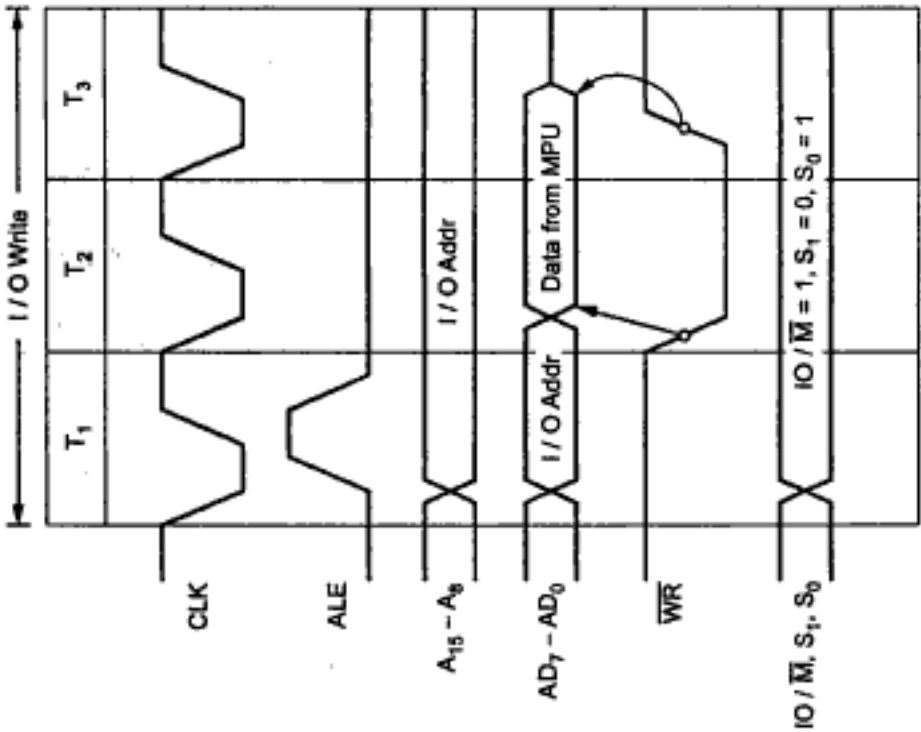 I / O Write
T₁ T₂ T₃
CLK
ALE
A₁₅ – A₈ I / O Addr
AD₇ – AD₀ I / O Addr Data from MPU
W̅R̅
IO / M̅, S₁, S₀ IO / M̅ = 1, S₁ = 0, S₀ = 1